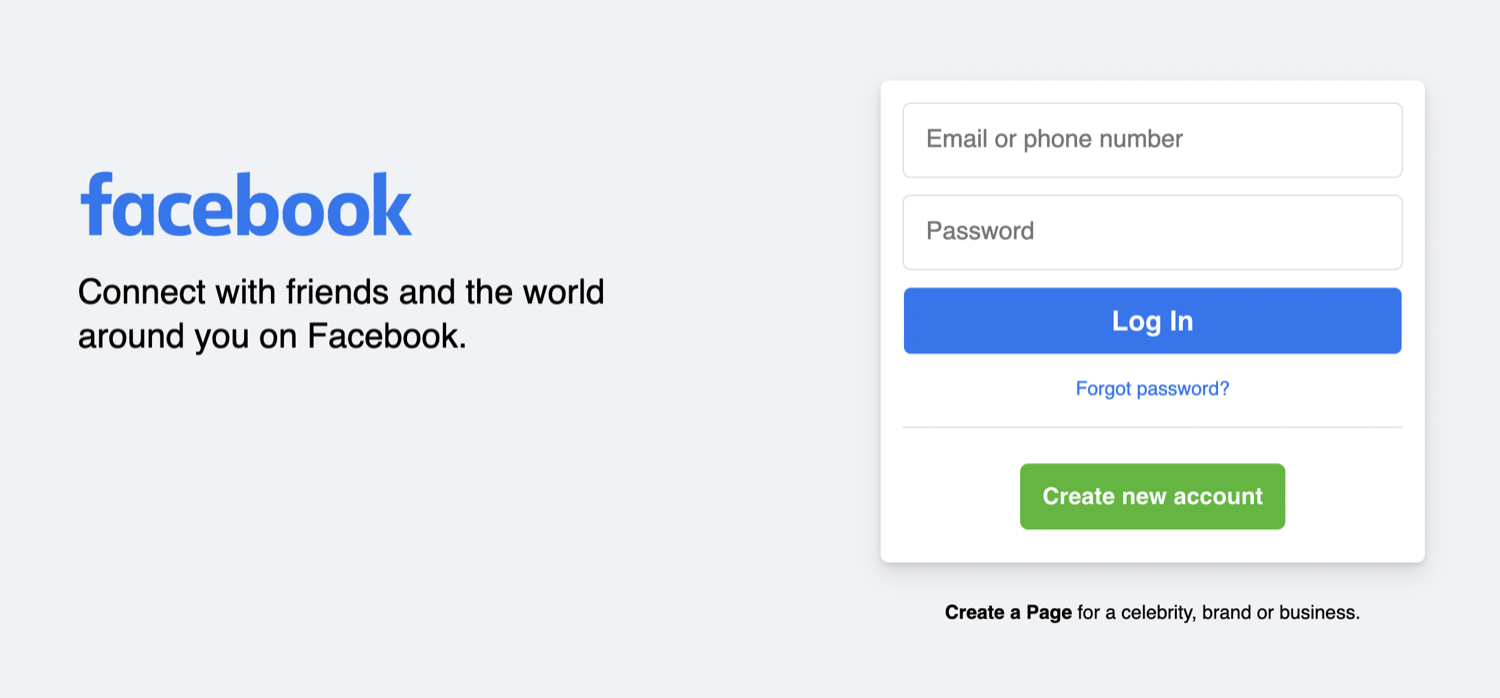 facebook
Connect with friends and the world
around you on Facebook.
Email or phone number
Password
Log In
Forgot password?
Create new account
Create a Page for a celebrity, brand or business.